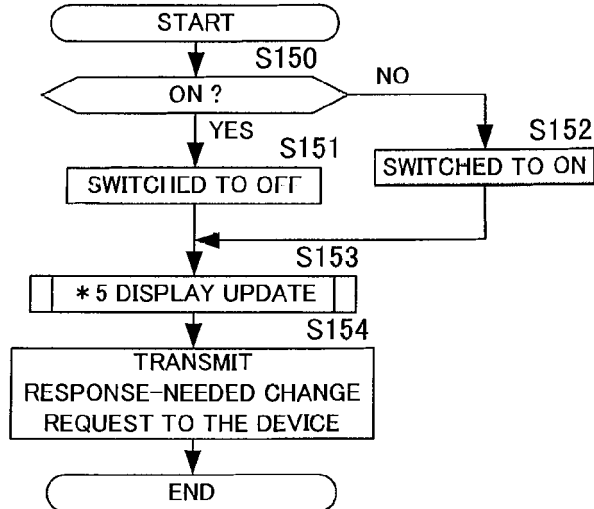 START
S150
ON ?
NO
YES
S151
S152
SWITCHED TO OFF
SWITCHED TO ON
S153
*5 DISPLAY UPDATE
S154
TRANSMIT
RESPONSE-NEEDED CHANGE
REQUEST TO THE DEVICE
END